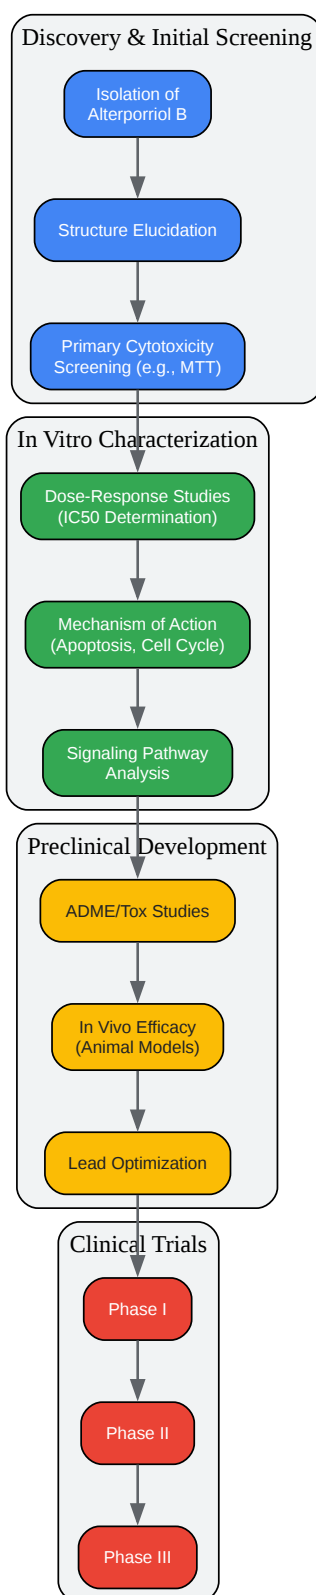 Discovery & Initial Screening
Isolation of
Alterporriol B
Structure Elucidation
Primary Cytotoxicity
Screening (e.g., MTT)
In Vitro Characterization
Dose-Response Studies
(IC50 Determination)
Mechanism of Action
(Apoptosis, Cell Cycle)
Signaling Pathway
Analysis
Preclinical Development
ADME/Tox Studies
In Vivo Efficacy
(Animal Models)
Lead Optimization
Clinical Trials
Phase I
Phase II
Phase III